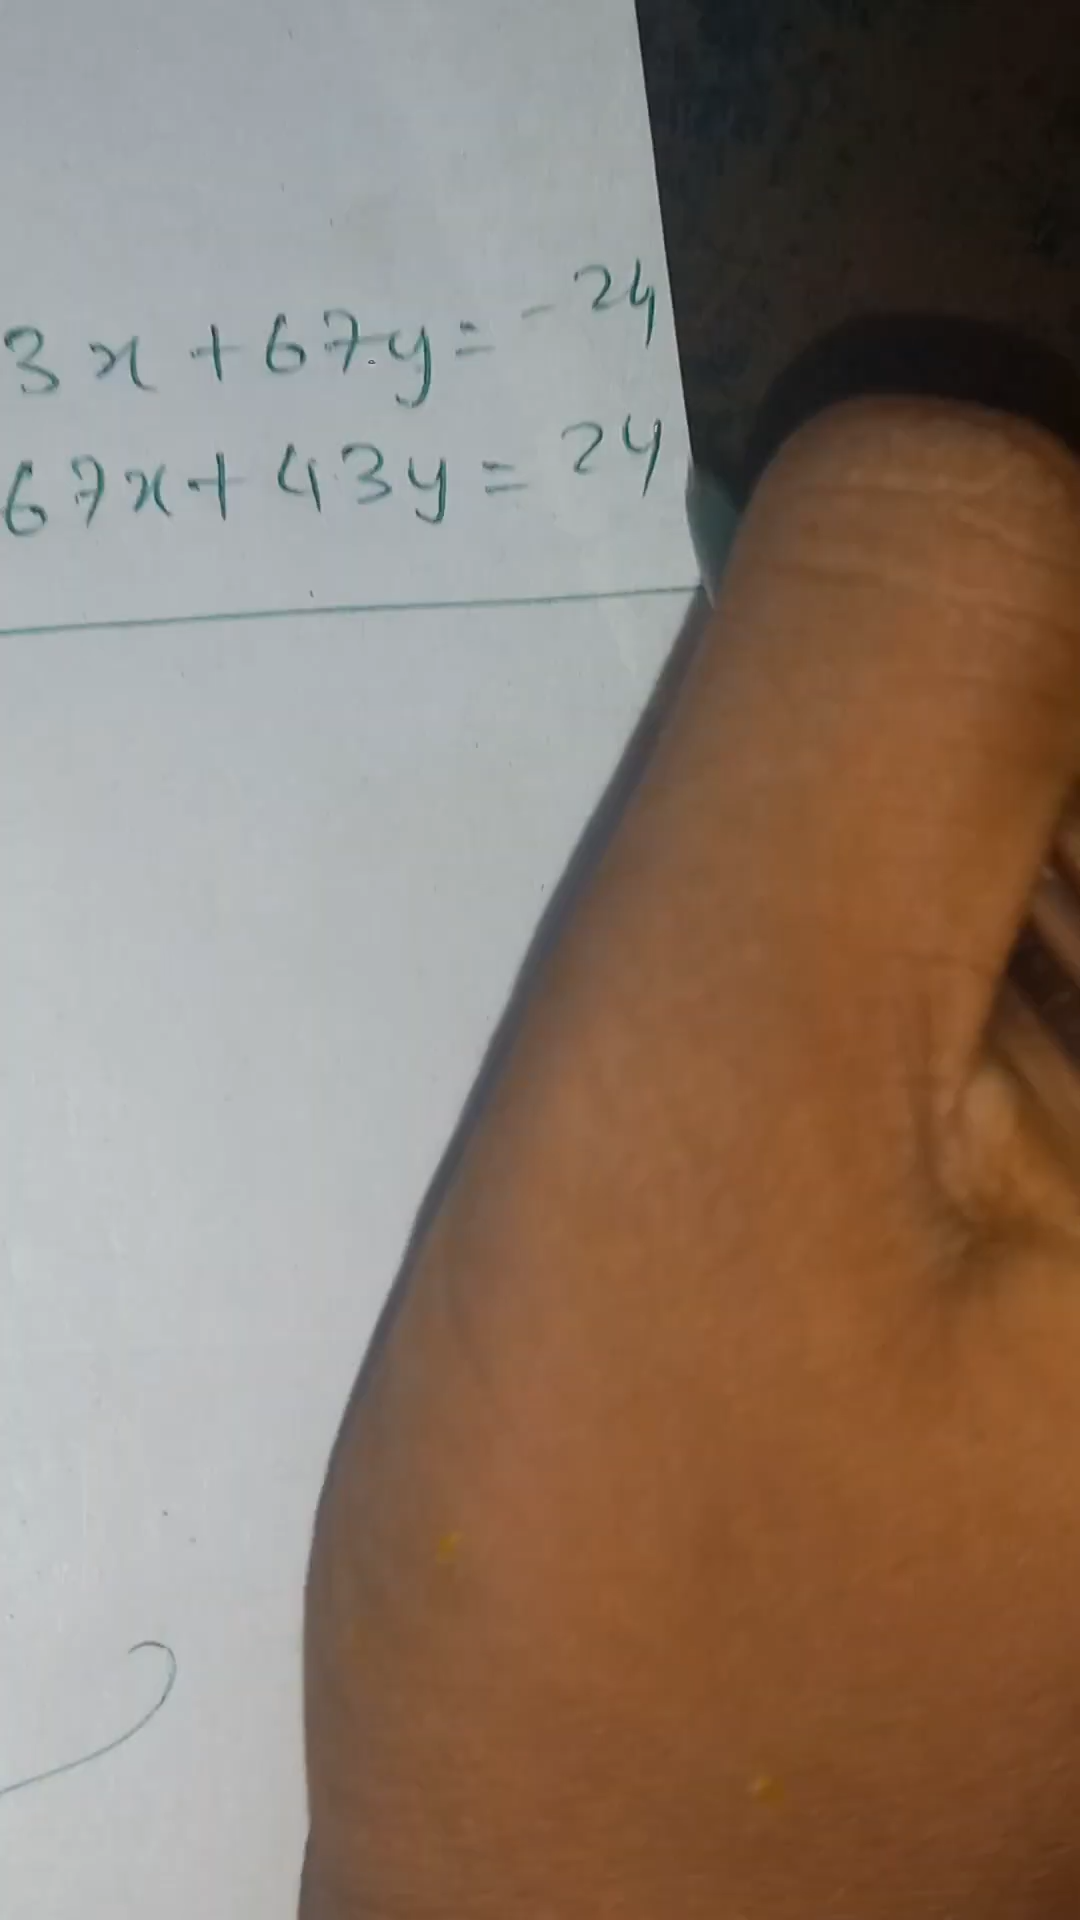 3x + 67y = - 24
67x + 43y = 24